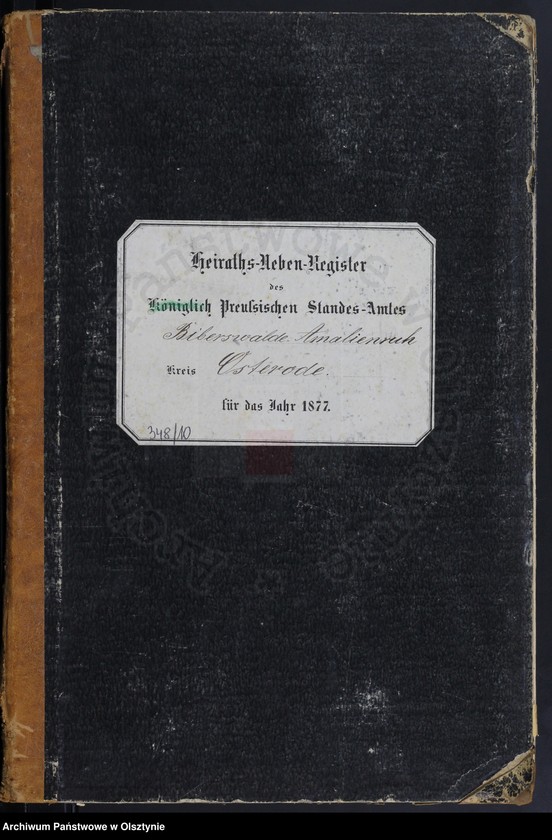 Heiraths-Neben-Register
des
Königlich Preußischen Standes-Amtes
Biberswalde Amalienruh
Kreis Osterode.
für das Jahr 1877.
348/10
Archiwum Państwowe w Olsztynie